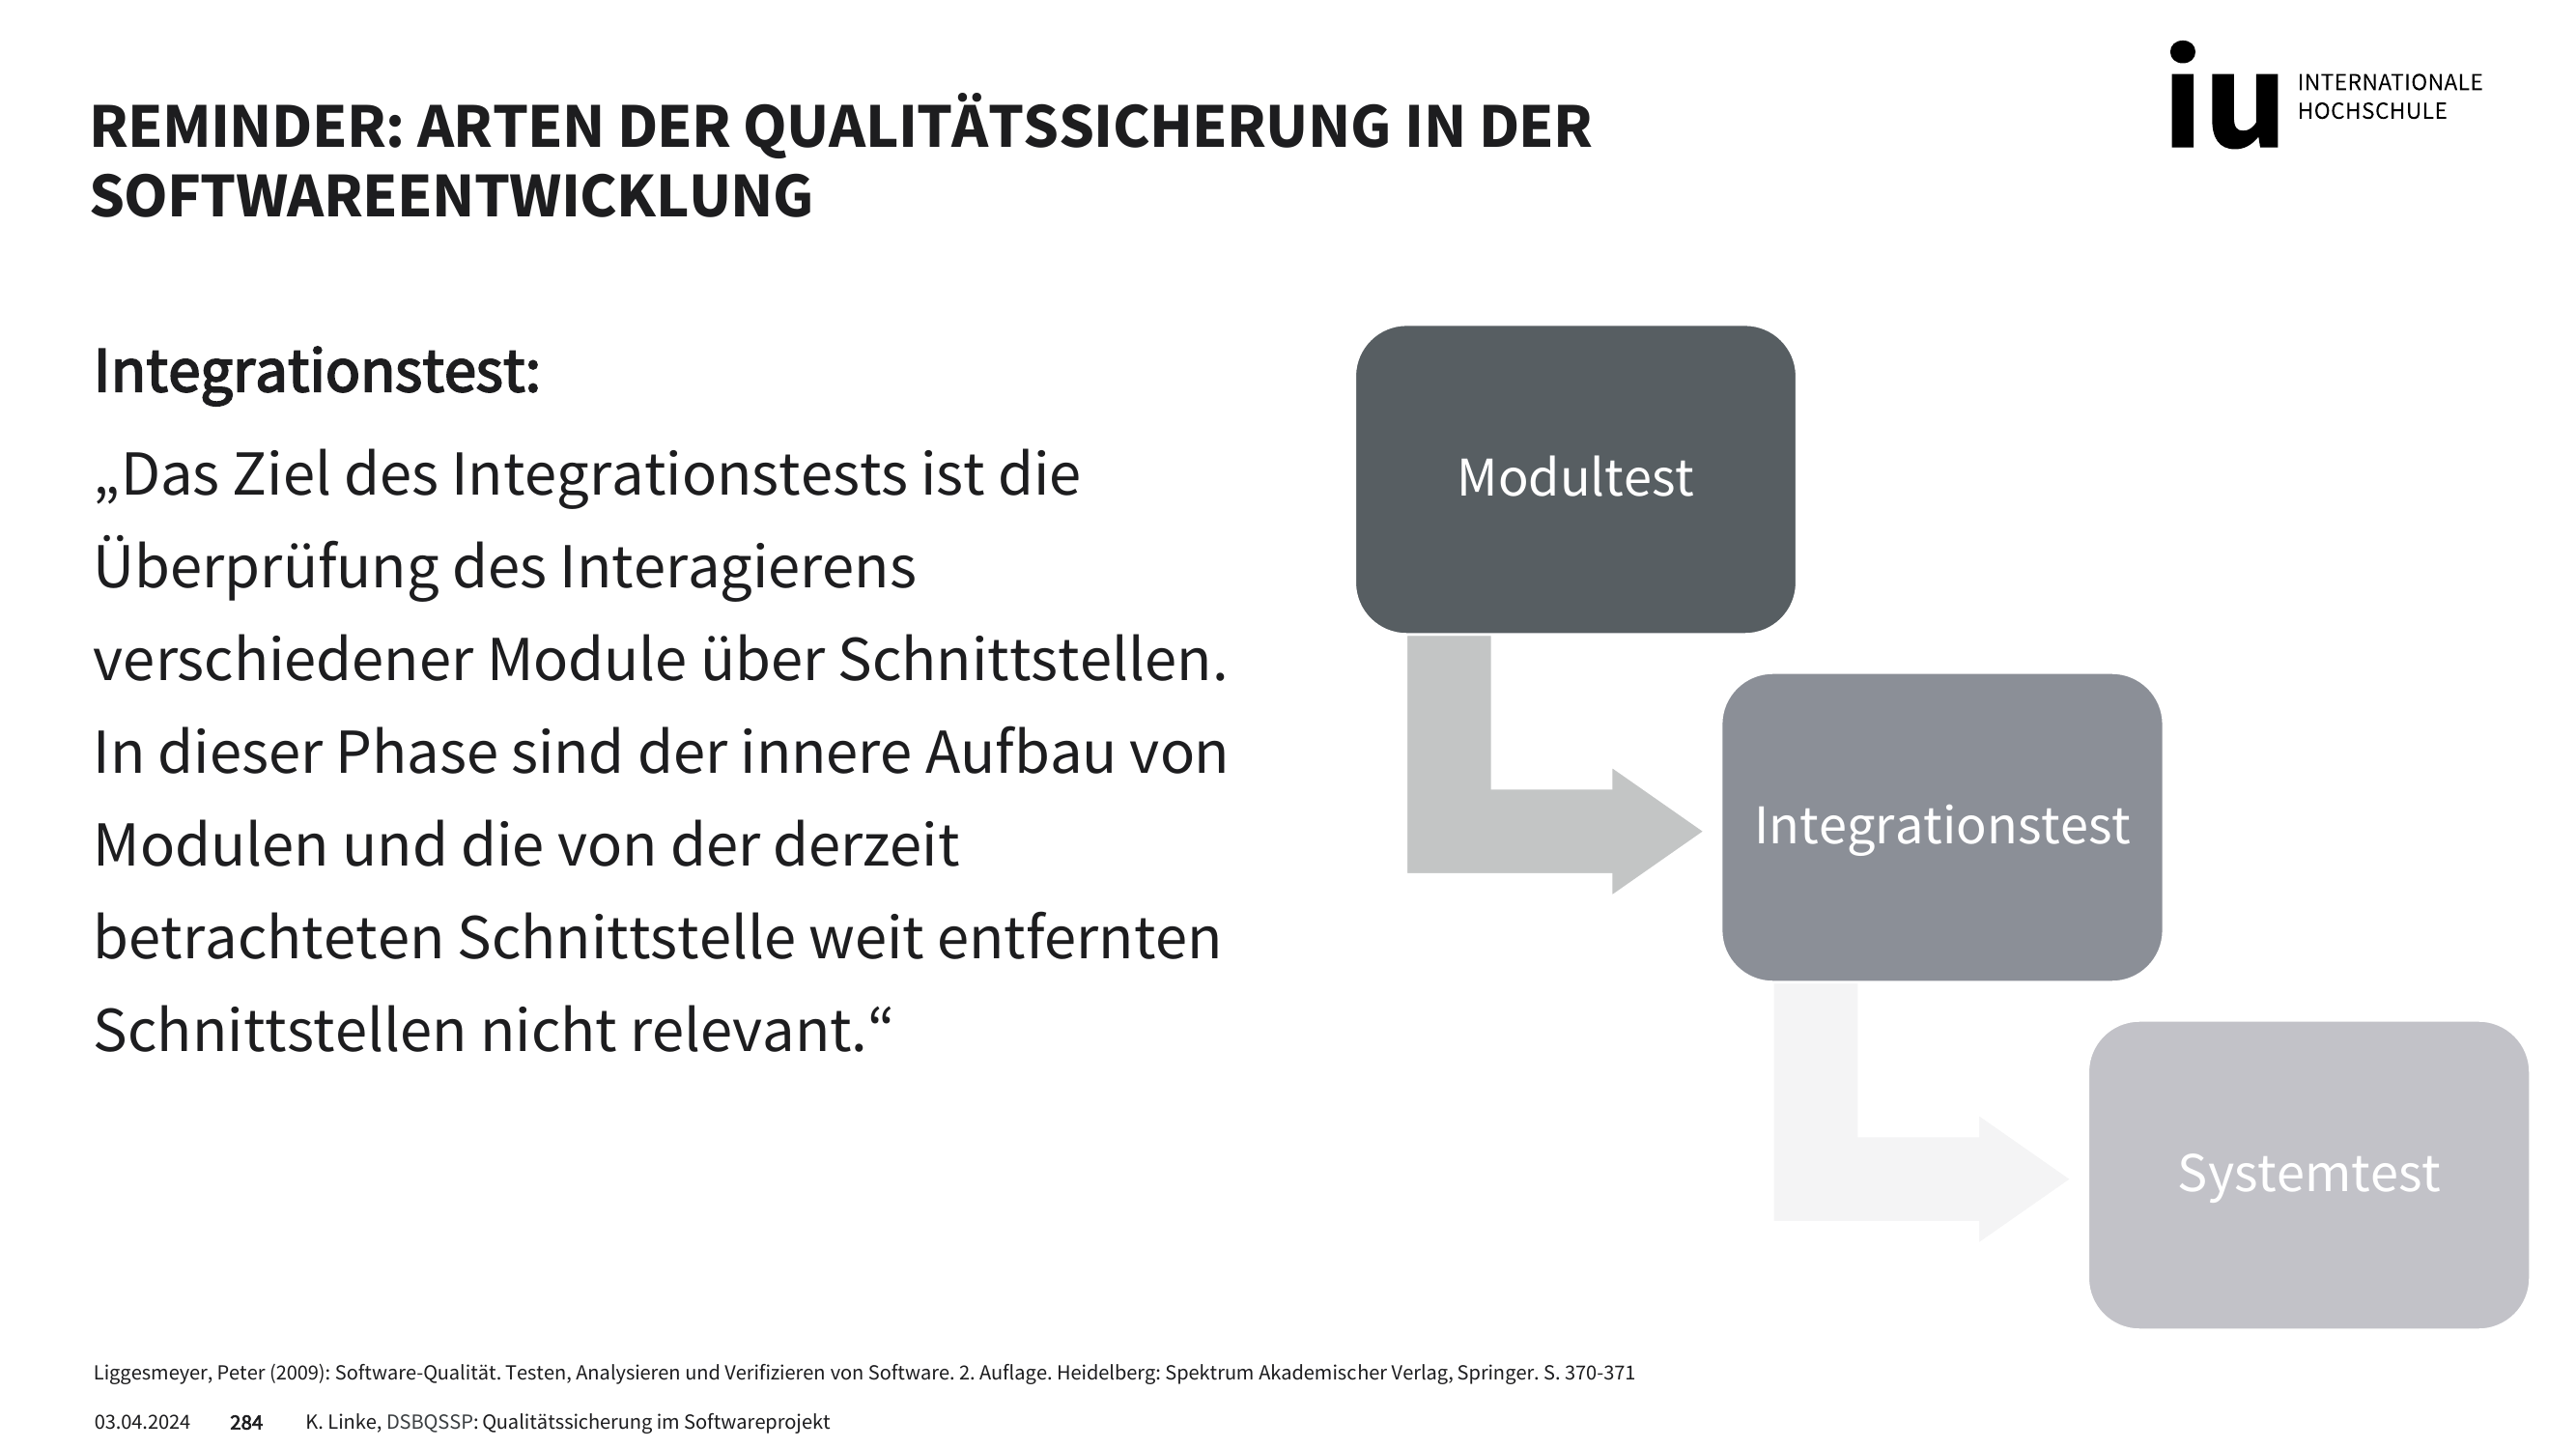 REMINDER: ARTEN DER QUALITÄTSSICHERUNG IN DER
SOFTWAREENTWICKLUNG
iu INTERNATIONALE
HOCHSCHULE
Integrationstest:
„Das Ziel des Integrationstests ist die
Überprüfung des Interagierens
verschiedener Module über Schnittstellen.
In dieser Phase sind der innere Aufbau von
Modulen und die von der derzeit
betrachteten Schnittstelle weit entfernten
Schnittstellen nicht relevant.“
Modultest
Integrationstest
Systemtest
Liggesmeyer, Peter (2009): Software-Qualität. Testen, Analysieren und Verifizieren von Software. 2. Auflage. Heidelberg: Spektrum Akademischer Verlag, Springer. S. 370-371
03.04.2024 284 K. Linke, DSBQSSP: Qualitätssicherung im Softwareprojekt